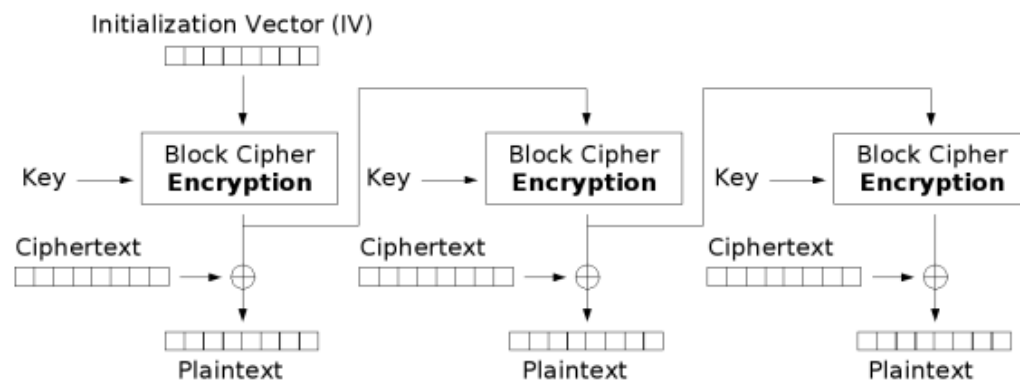 Initialization Vector (IV)
Block Cipher
Encryption
Key
Block Cipher
Encryption
Key
Block Cipher
Encryption
Key
Ciphertext
Ciphertext
Ciphertext
Plaintext
Plaintext
Plaintext